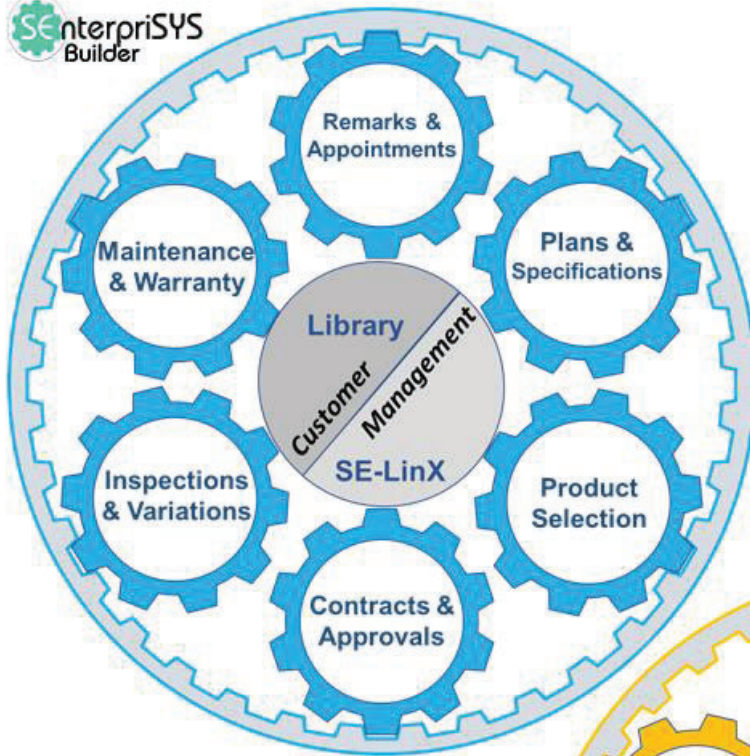 SEnterpriSYS
Builder
Remarks &
Appointments
Plans &
Specifications
Product
Selection
Contracts &
Approvals
Inspections
& Variations
Maintenance
& Warranty
Library
Customer
Management
SE-LinX